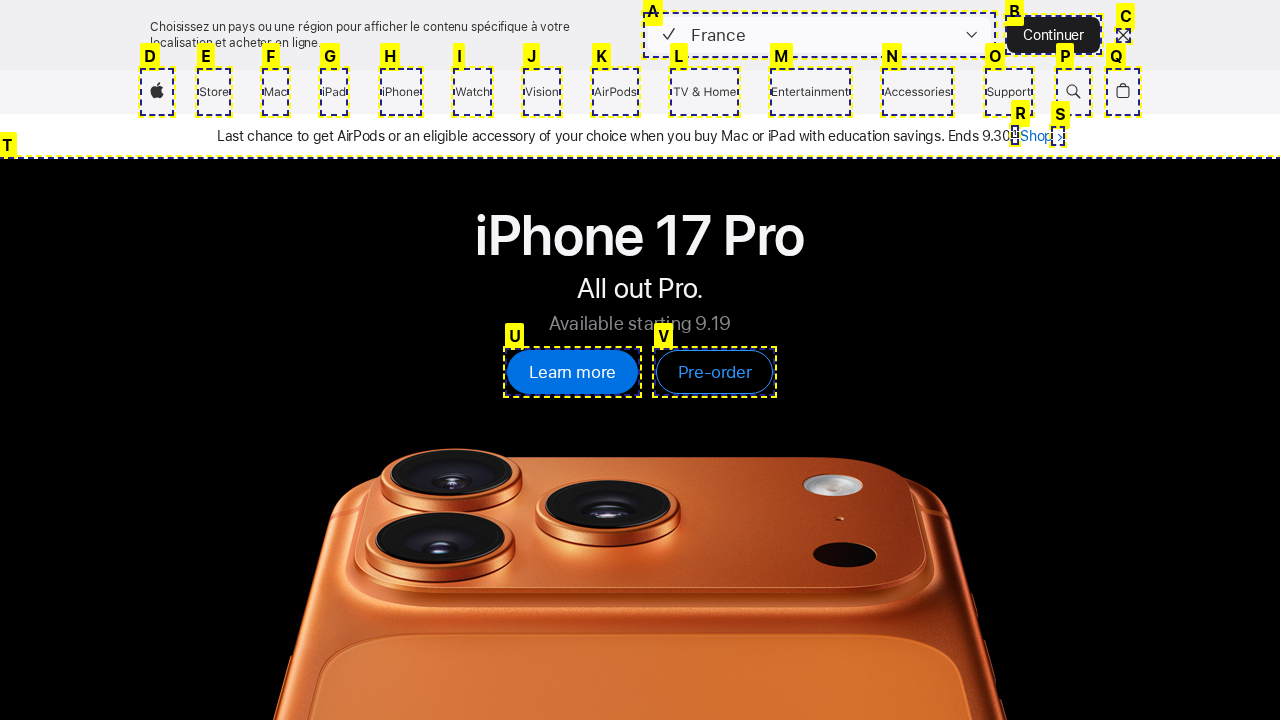 Choisissez un pays ou une région pour afficher le contenu spécifique à votre
localisation et acheter en ligne.
A
France
B
Continuer
C
D
E
F
G
H
I
J
K
L
M
N
O
P
Q
Store
Mac
iPad
iPhone
Watch
Vision
AirPods
TV & Home
Entertainment
Accessories
Support
R
S
T
Last chance to get AirPods or an eligible accessory of your choice when you buy Mac or iPad with education savings. Ends 9.30.
Shop
iPhone 17 Pro
All out Pro.
Available starting 9.19
U
V
Learn more
Pre-order